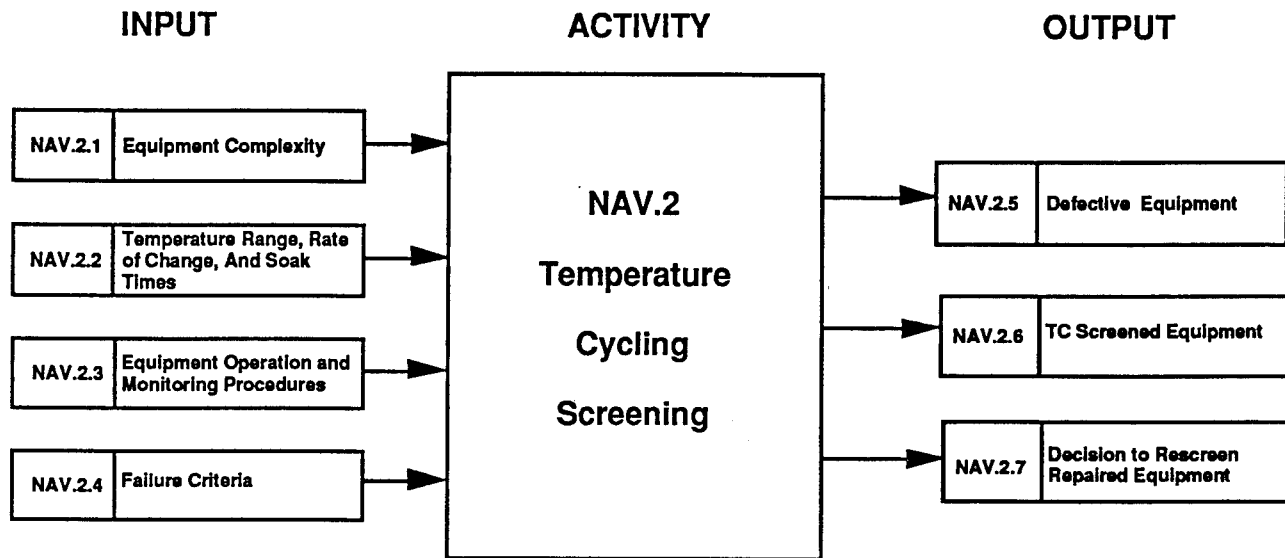 INPUT
ACTIVITY
OUTPUT
NAV.2.1
Equipment Complexity
NAV.2.2
Temperature Range, Rate
of Change, And Soak
Times
NAV.2.3
Equipment Operation and
Monitoring Procedures
NAV.2.4
Failure Criteria
NAV.2
Temperature
Cycling
Screening
NAV.2.5
Defective Equipment
NAV.2.6
TC Screened Equipment
NAV.2.7
Decision to Rescreen
Repaired Equipment